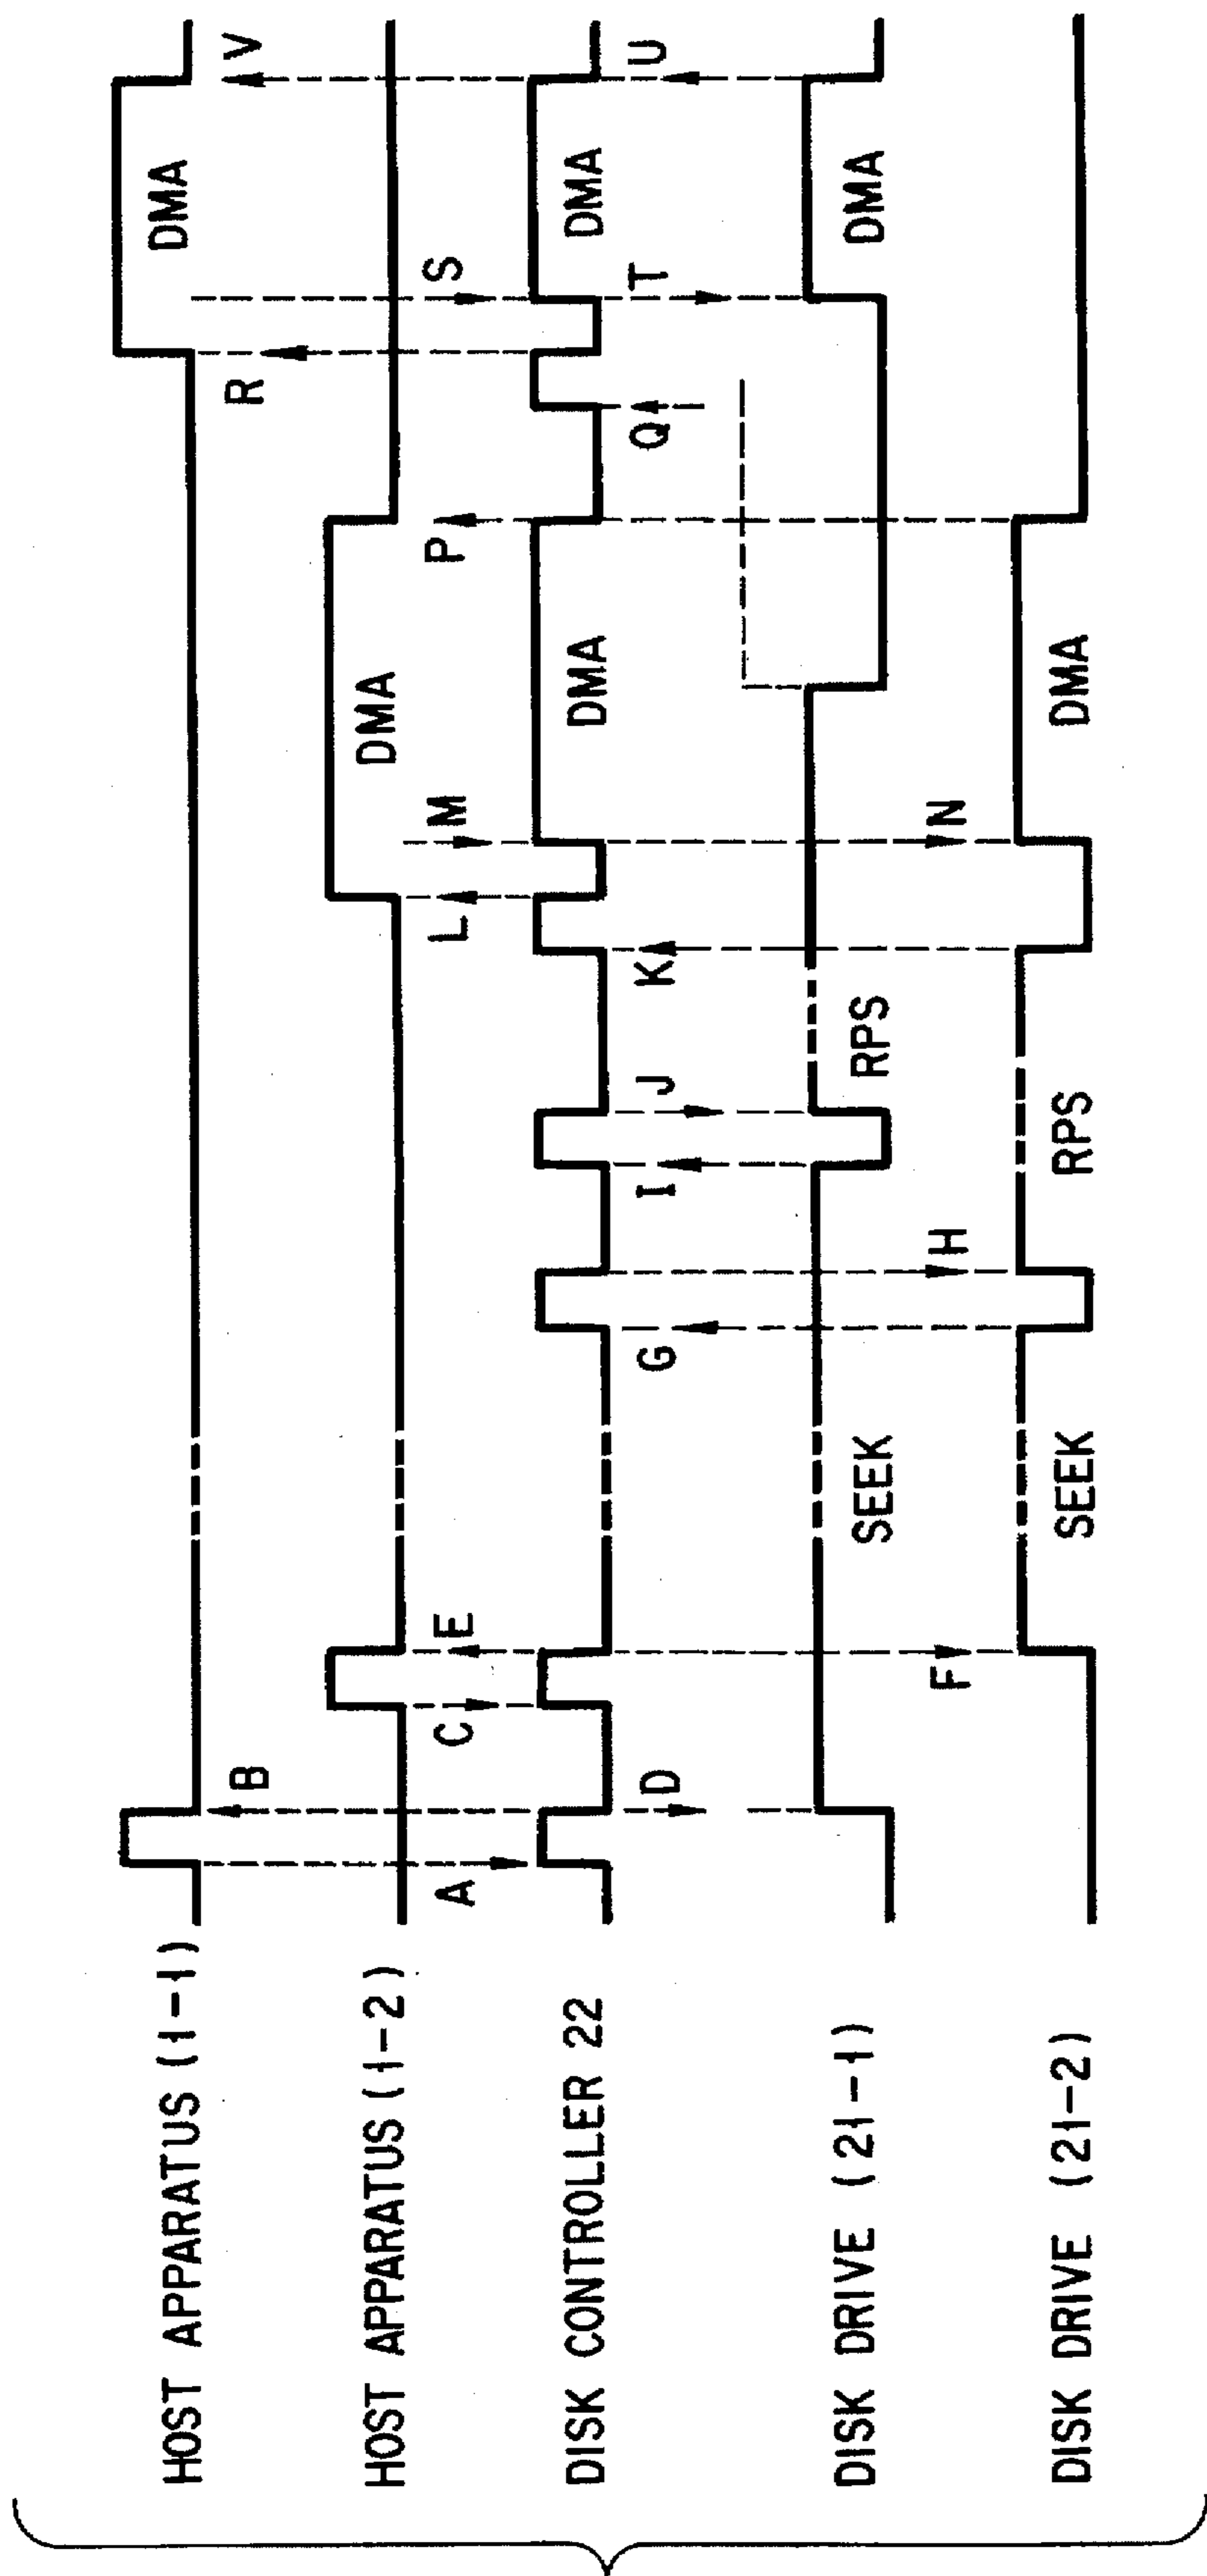 HOST APPARATUS (1-1)
A
B
R
S
DMA
V
HOST APPARATUS (1-2)
C
E
L
M
DMA
P
DISK CONTROLLER 22
D
G
I
J
K
DMA
Q
T
DMA
U
DISK DRIVE (21-1)
SEEK
RPS
DMA
F
H
N
DISK DRIVE (21-2)
SEEK
RPS
DMA